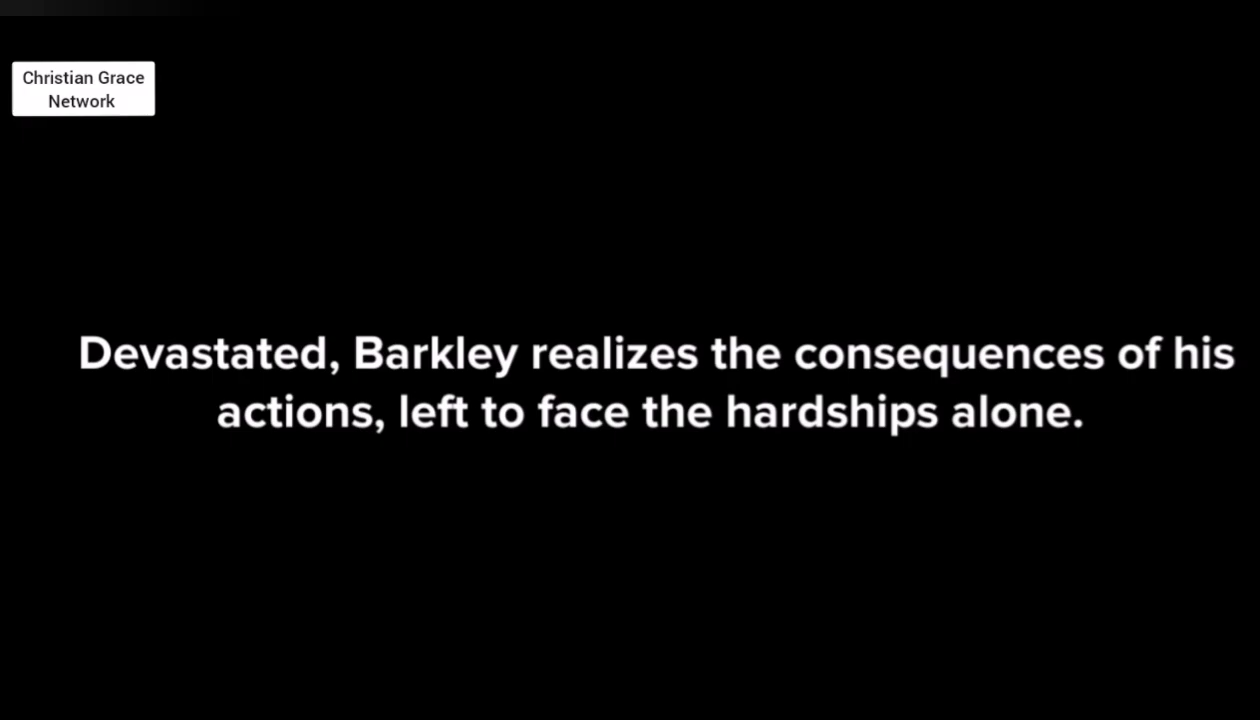 Christian Grace
Network
Devastated, Barkley realizes the consequences of his
actions, left to face the hardships alone.